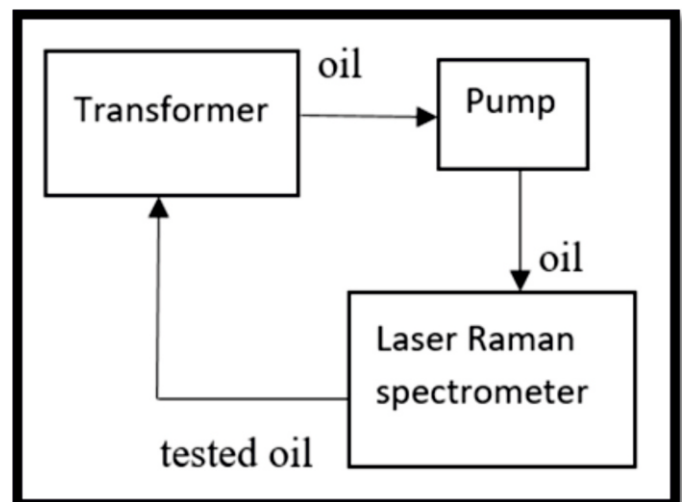 oil
Transformer
Pump
oil
Laser Raman
spectrometer
tested oil